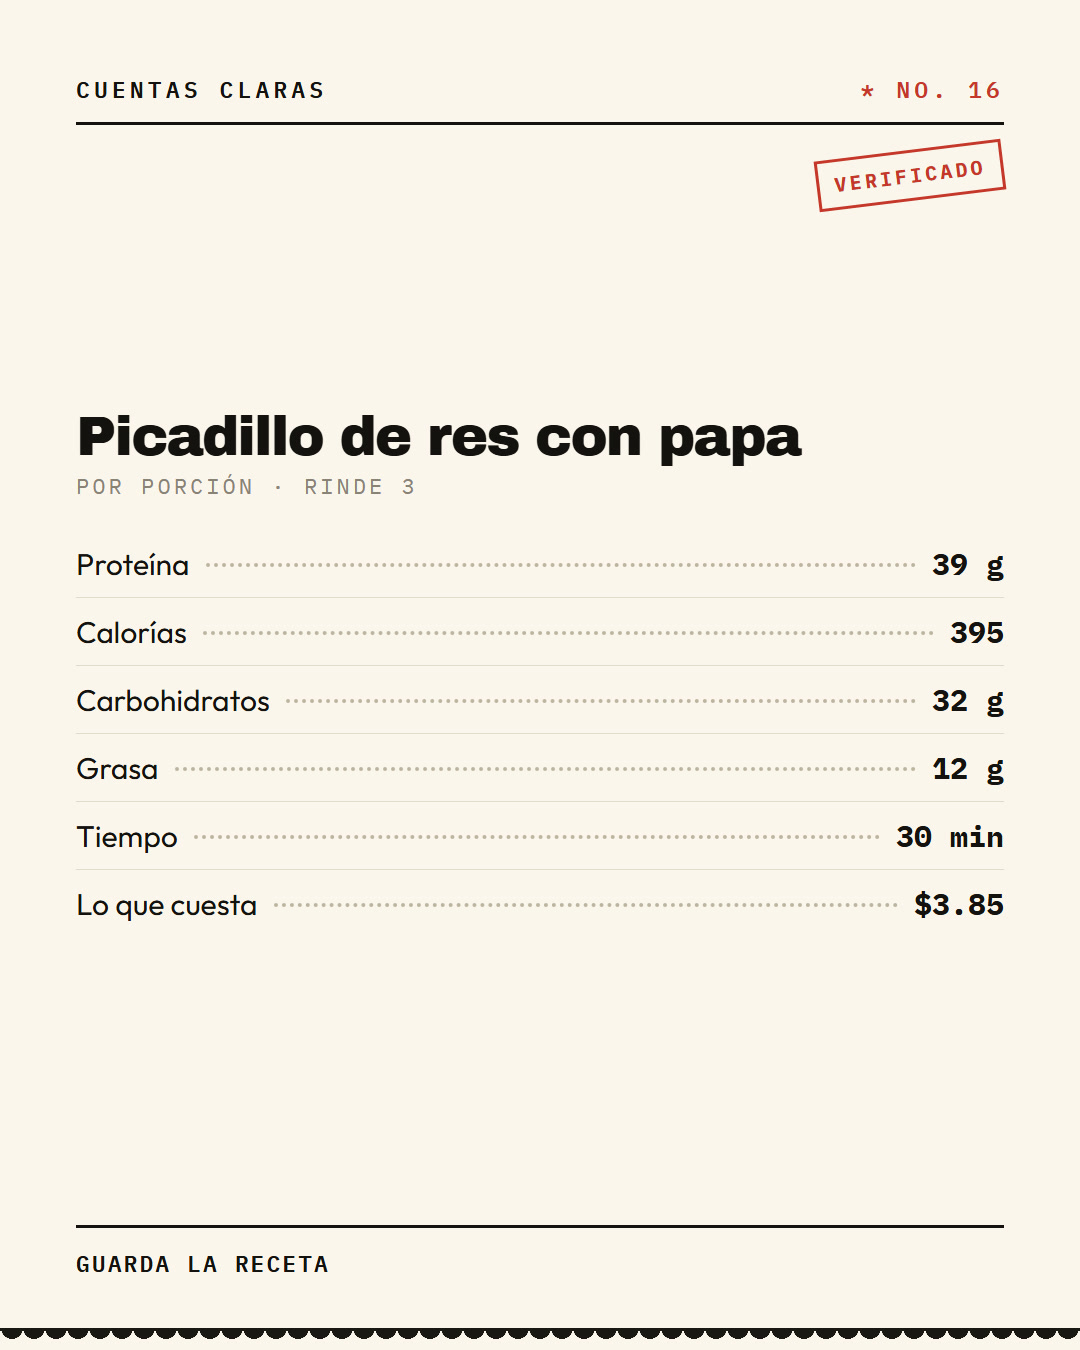 CUENTAS CLARAS
* NO. 16
VERIFICADO
Picadillo de res con papa
POR PORCIÓN · RINDE 3
Proteína 39 g
Calorías 395
Carbohidratos 32 g
Grasa 12 g
Tiempo 30 min
Lo que cuesta $3.85
GUARDA LA RECETA